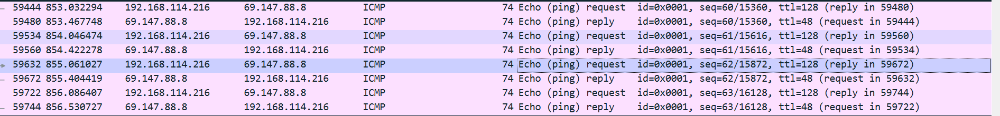 59444 853.032294 192.168.114.216 69.147.88.8 ICMP 74 Echo (ping) request id=0x0001, seq=60/15360, ttl=128 (reply in 59480)
59480 853.467748 69.147.88.8 192.168.114.216 ICMP 74 Echo (ping) reply id=0x0001, seq=60/15360, ttl=48 (request in 59444)
59534 854.046474 192.168.114.216 69.147.88.8 ICMP 74 Echo (ping) request id=0x0001, seq=61/15616, ttl=128 (reply in 59560)
59560 854.422278 69.147.88.8 192.168.114.216 ICMP 74 Echo (ping) reply id=0x0001, seq=61/15616, ttl=48 (request in 59534)
59632 855.061027 192.168.114.216 69.147.88.8 ICMP 74 Echo (ping) request id=0x0001, seq=62/15872, ttl=128 (reply in 59672)
59672 855.404419 69.147.88.8 192.168.114.216 ICMP 74 Echo (ping) reply id=0x0001, seq=62/15872, ttl=48 (request in 59632)
59722 856.086407 192.168.114.216 69.147.88.8 ICMP 74 Echo (ping) request id=0x0001, seq=63/16128, ttl=128 (reply in 59744)
59744 856.530727 69.147.88.8 192.168.114.216 ICMP 74 Echo (ping) reply id=0x0001, seq=63/16128, ttl=48 (request in 59722)